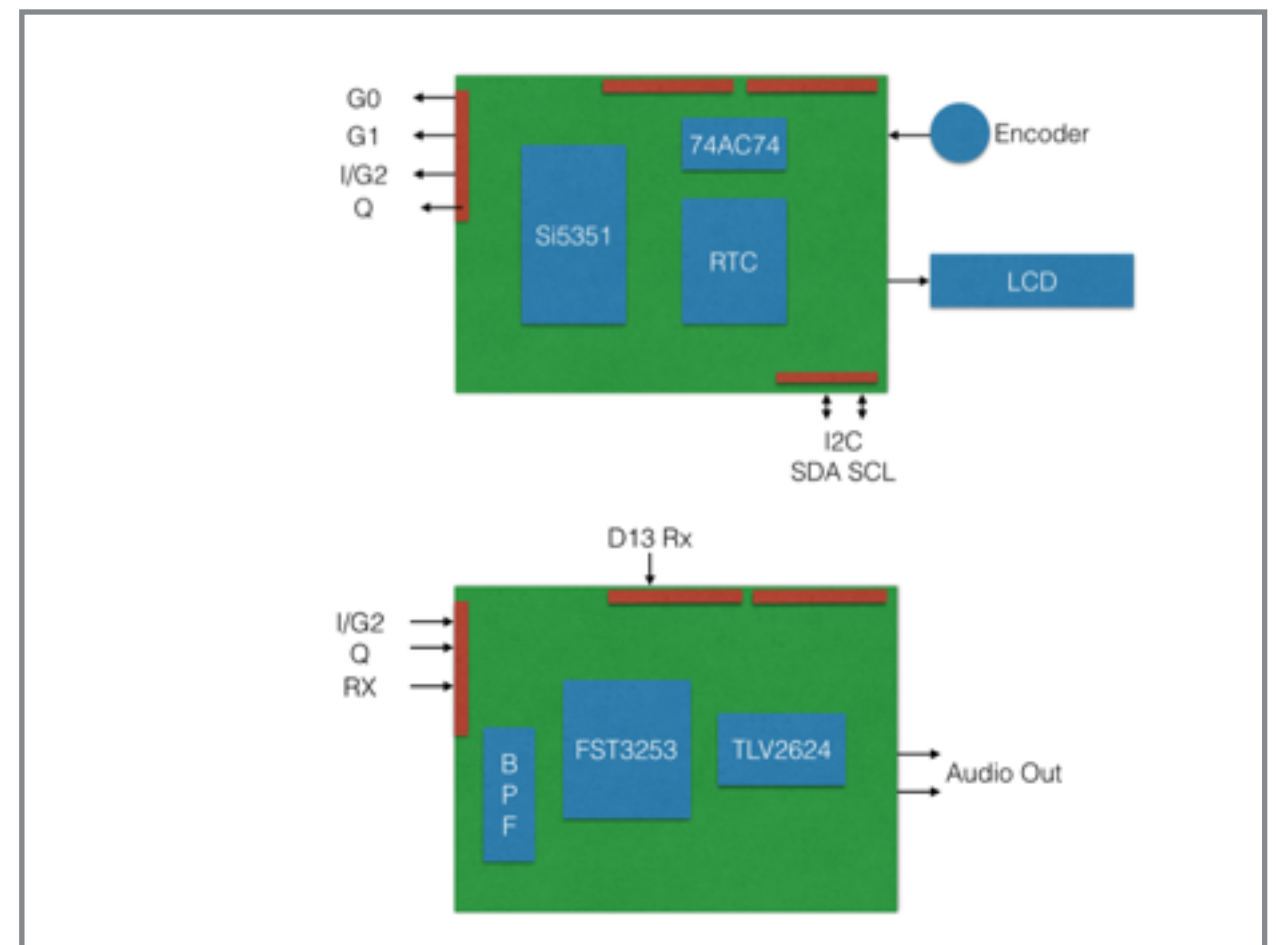 G0
G1
I/G2
Q
Si5351
74AC74
RTC
Encoder
LCD
I2C
SDA SCL
D13 Rx
I/G2
Q
RX
B
P
F
FST3253
TLV2624
Audio Out